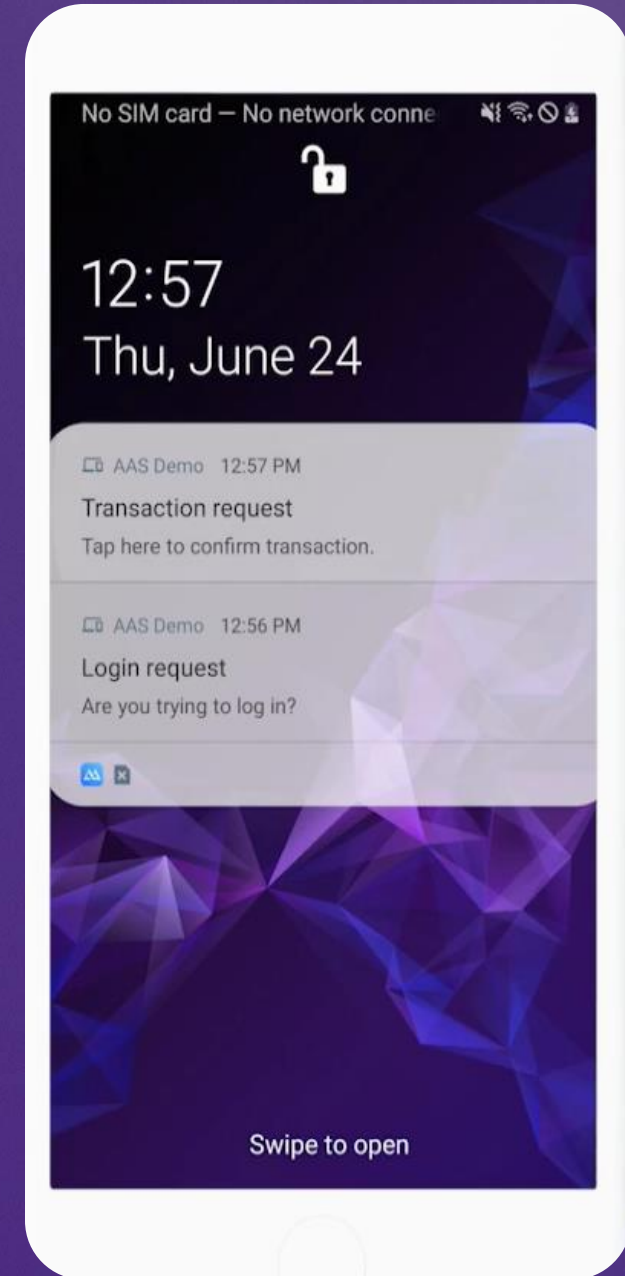 No SIM card — No network conne
12:57
Thu, June 24
AAS Demo 12:57 PM
Transaction request
Tap here to confirm transaction.
AAS Demo 12:56 PM
Login request
Are you trying to log in?
Swipe to open